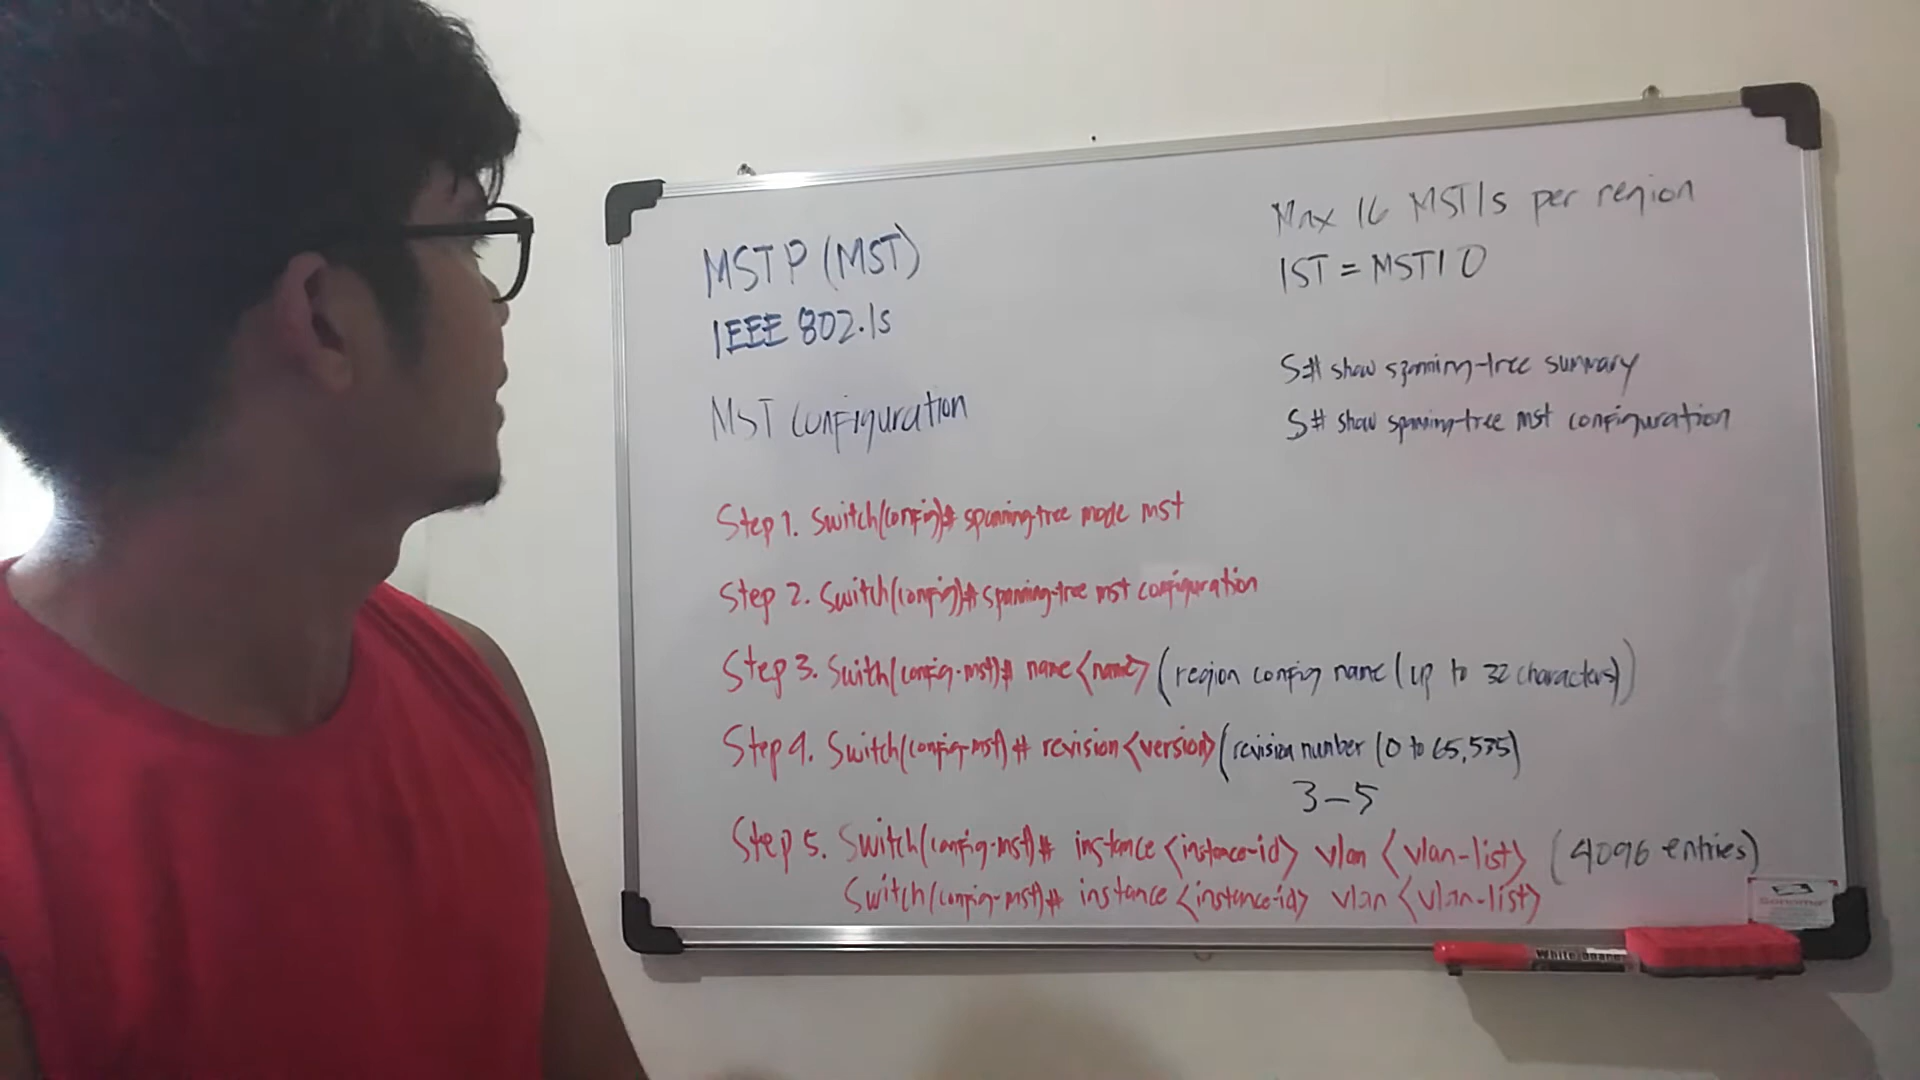 MSTP (MST)
IEEE 802.1s
MST Configuration
Max 16 MSTIs per region
IST = MSTI 0
S# show spanning-tree summary
S# show spanning-tree mst configuration
Step 1. Switch(config)# spanning-tree mode mst
Step 2. Switch(config)# spanning-tree mst configuration
Step 3. Swith(config-mst)# name <name> (region config name (up to 32 characters))
Step 4. Switch(config-mst)# revision <version> (revision number (0 to 65,535)
3-5
Step 5. Switch(config-mst)# instance <instance-id> vlan <vlan-list> (4096 entries)
Switch(config-mst)# instance <instance-id> vlan <vlan-list>
White Board